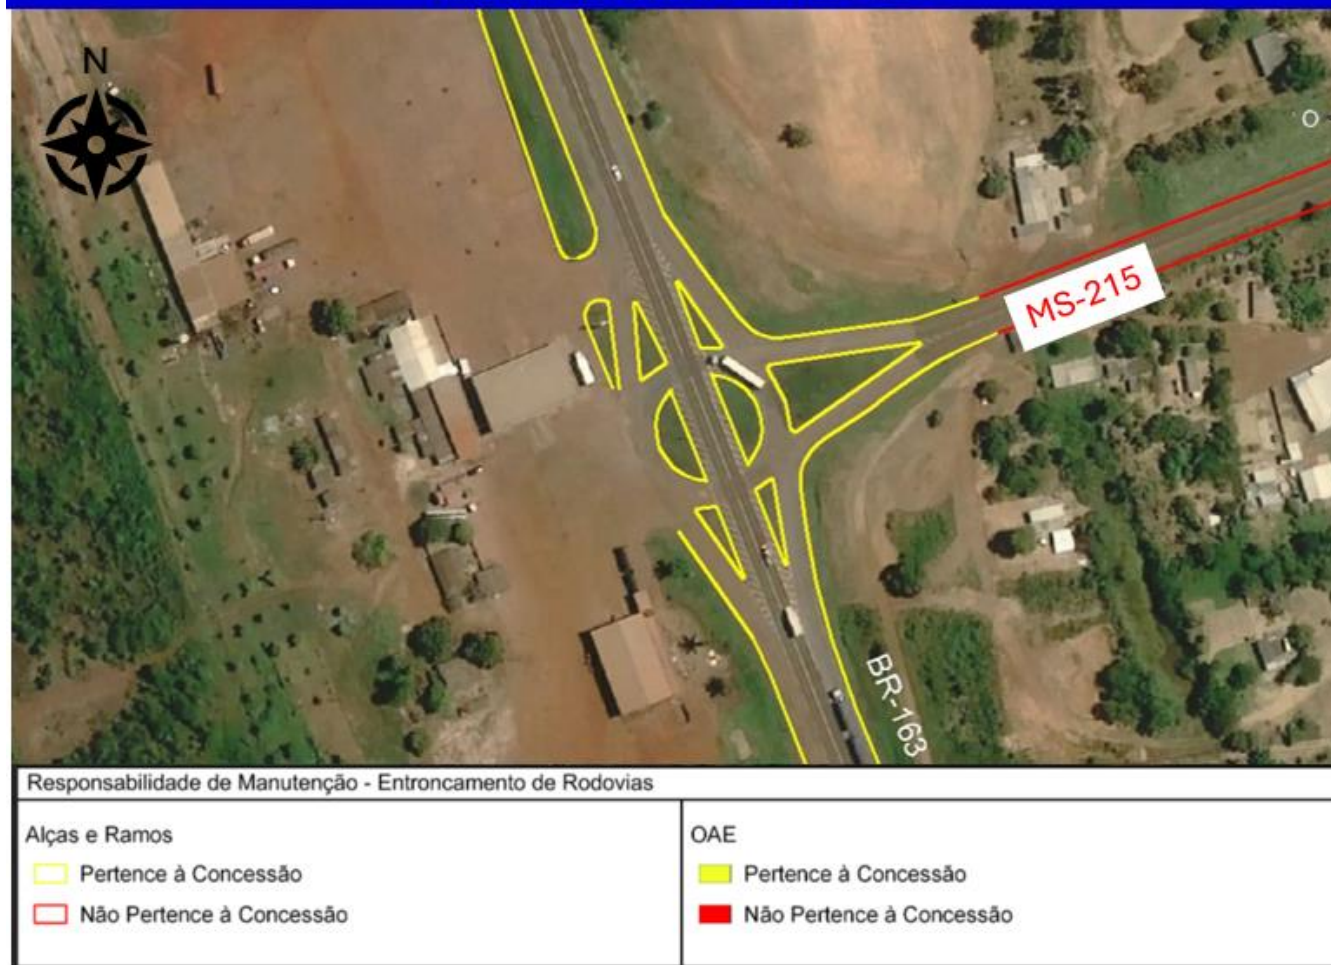 N
MS-215
BR-163
Responsabilidade de Manutenção - Entroncamento de Rodovias
Alças e Ramos
Pertence à Concessão
Não Pertence à Concessão
OAE
Pertence à Concessão
Não Pertence à Concessão